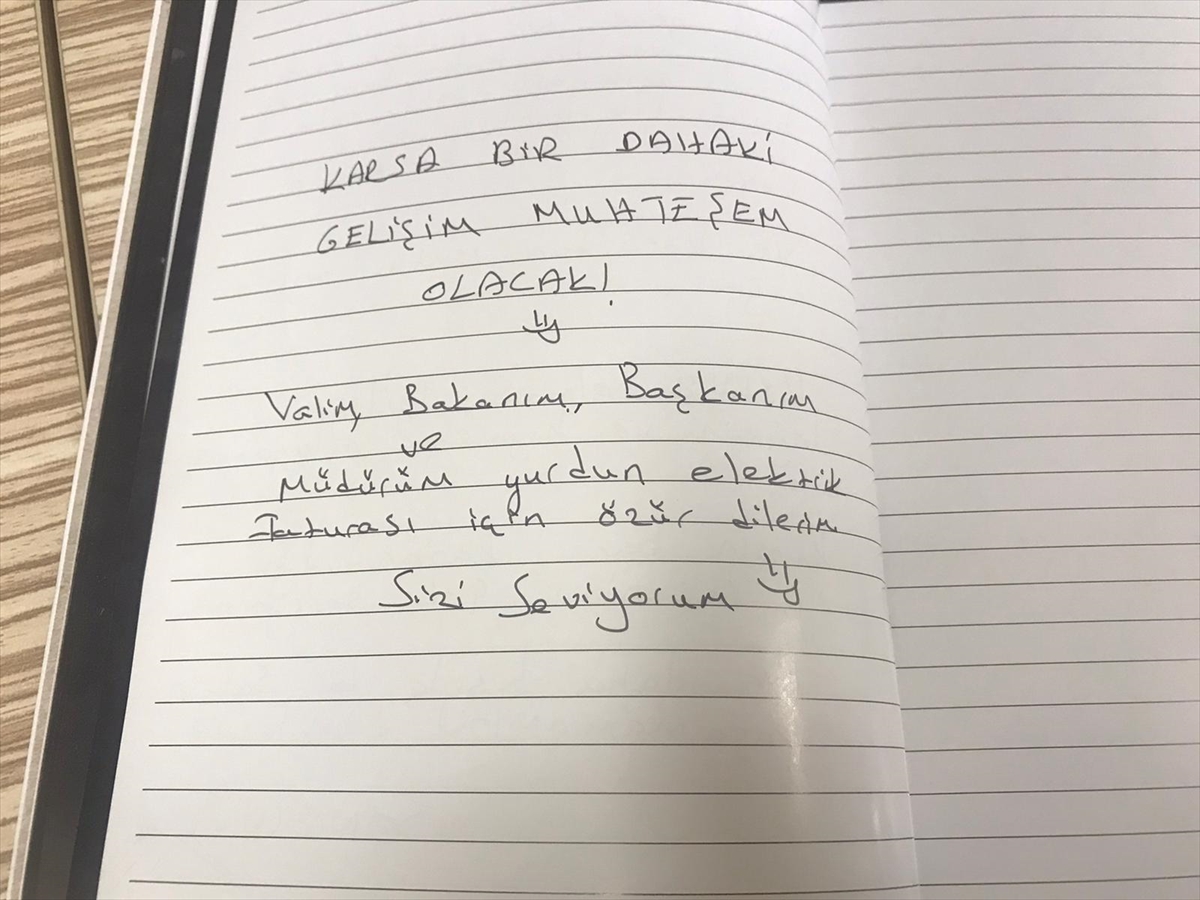 KARSA BİR DAHAKİ
GELİŞİM MUHTEŞEM
OLACAK!
Valim, Bakanım, Başkanım
ve
Müdürüm yurdun elektrik
faturası için özür dilerim
Sizi Seviyorum